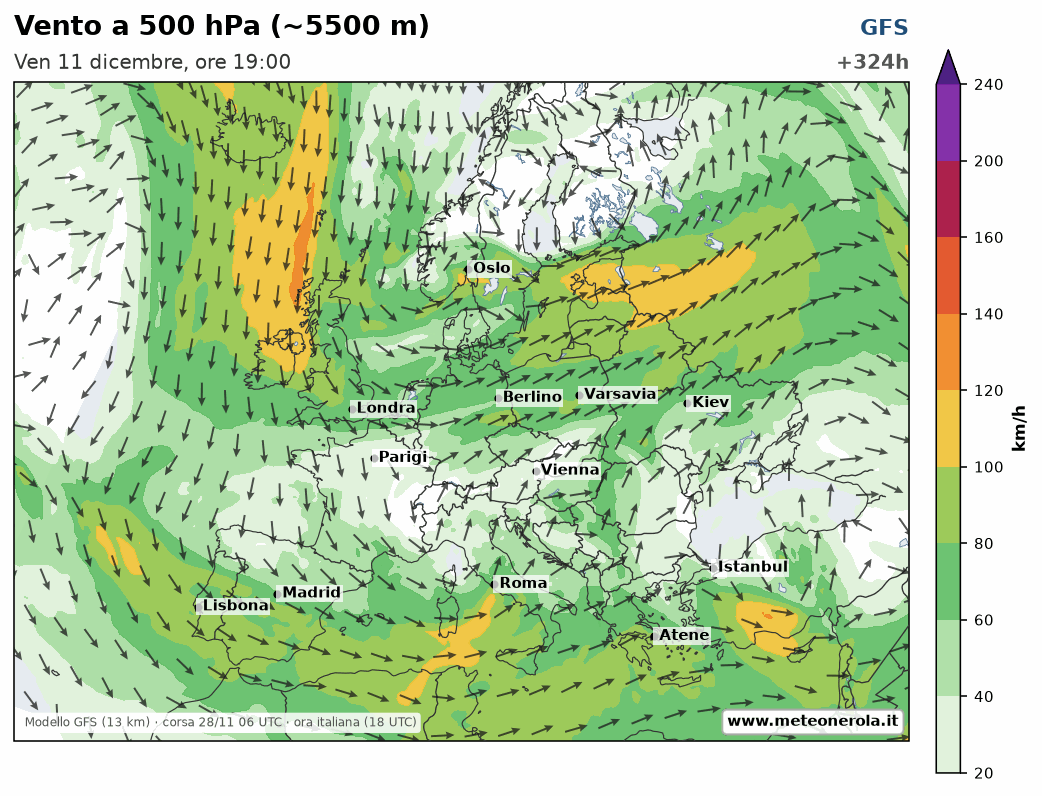 Vento a 500 hPa (~5500 m)
GFS
Ven 11 dicembre, ore 19:00
+324h
240
200
160
140
120
100
80
60
40
20
km/h
Oslo
Berlino
Varsavia
Kiev
Londra
Parigi
Vienna
Istanbul
Roma
Madrid
Lisbona
Atene
Modello GFS (13 km) · corsa 28/11 06 UTC · ora italiana (18 UTC)
www.meteonerola.it